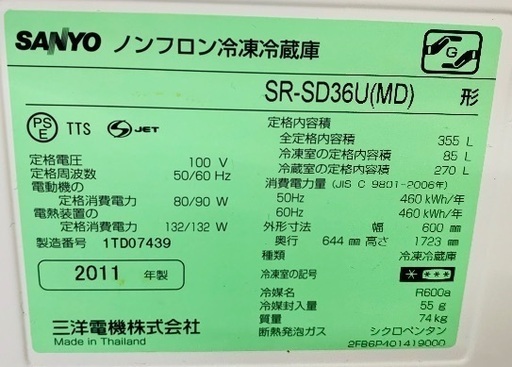 SANYO ノンフロン冷凍冷蔵庫
G
SR-SD36U(MD) 形
PS E TTS S JET
定格電圧 100 V
定格周波数 50/60 Hz
電動機の
定格消費電力 80/90 W
電熱装置の
定格消費電力 132/132 W
製造番号 1TD07439
2011 年製
三洋電機株式会社
Made in Thailand
定格内容積
全定格内容積 355 L
冷凍室の定格内容積 85 L
冷蔵室の定格内容積 270 L
消費電力量 (JIS C 9801-2006年)
50Hz 460 kWh/年
60Hz 460 kWh/年
外形寸法 幅 600 mm
奥行 644 mm 高さ 1723 mm
種類 冷凍冷蔵庫
冷凍室の記号 * ***
冷媒名 R600a
冷媒封入量 55 g
質量 74 kg
断熱発泡ガス シクロペンタン
2FB6P401419000